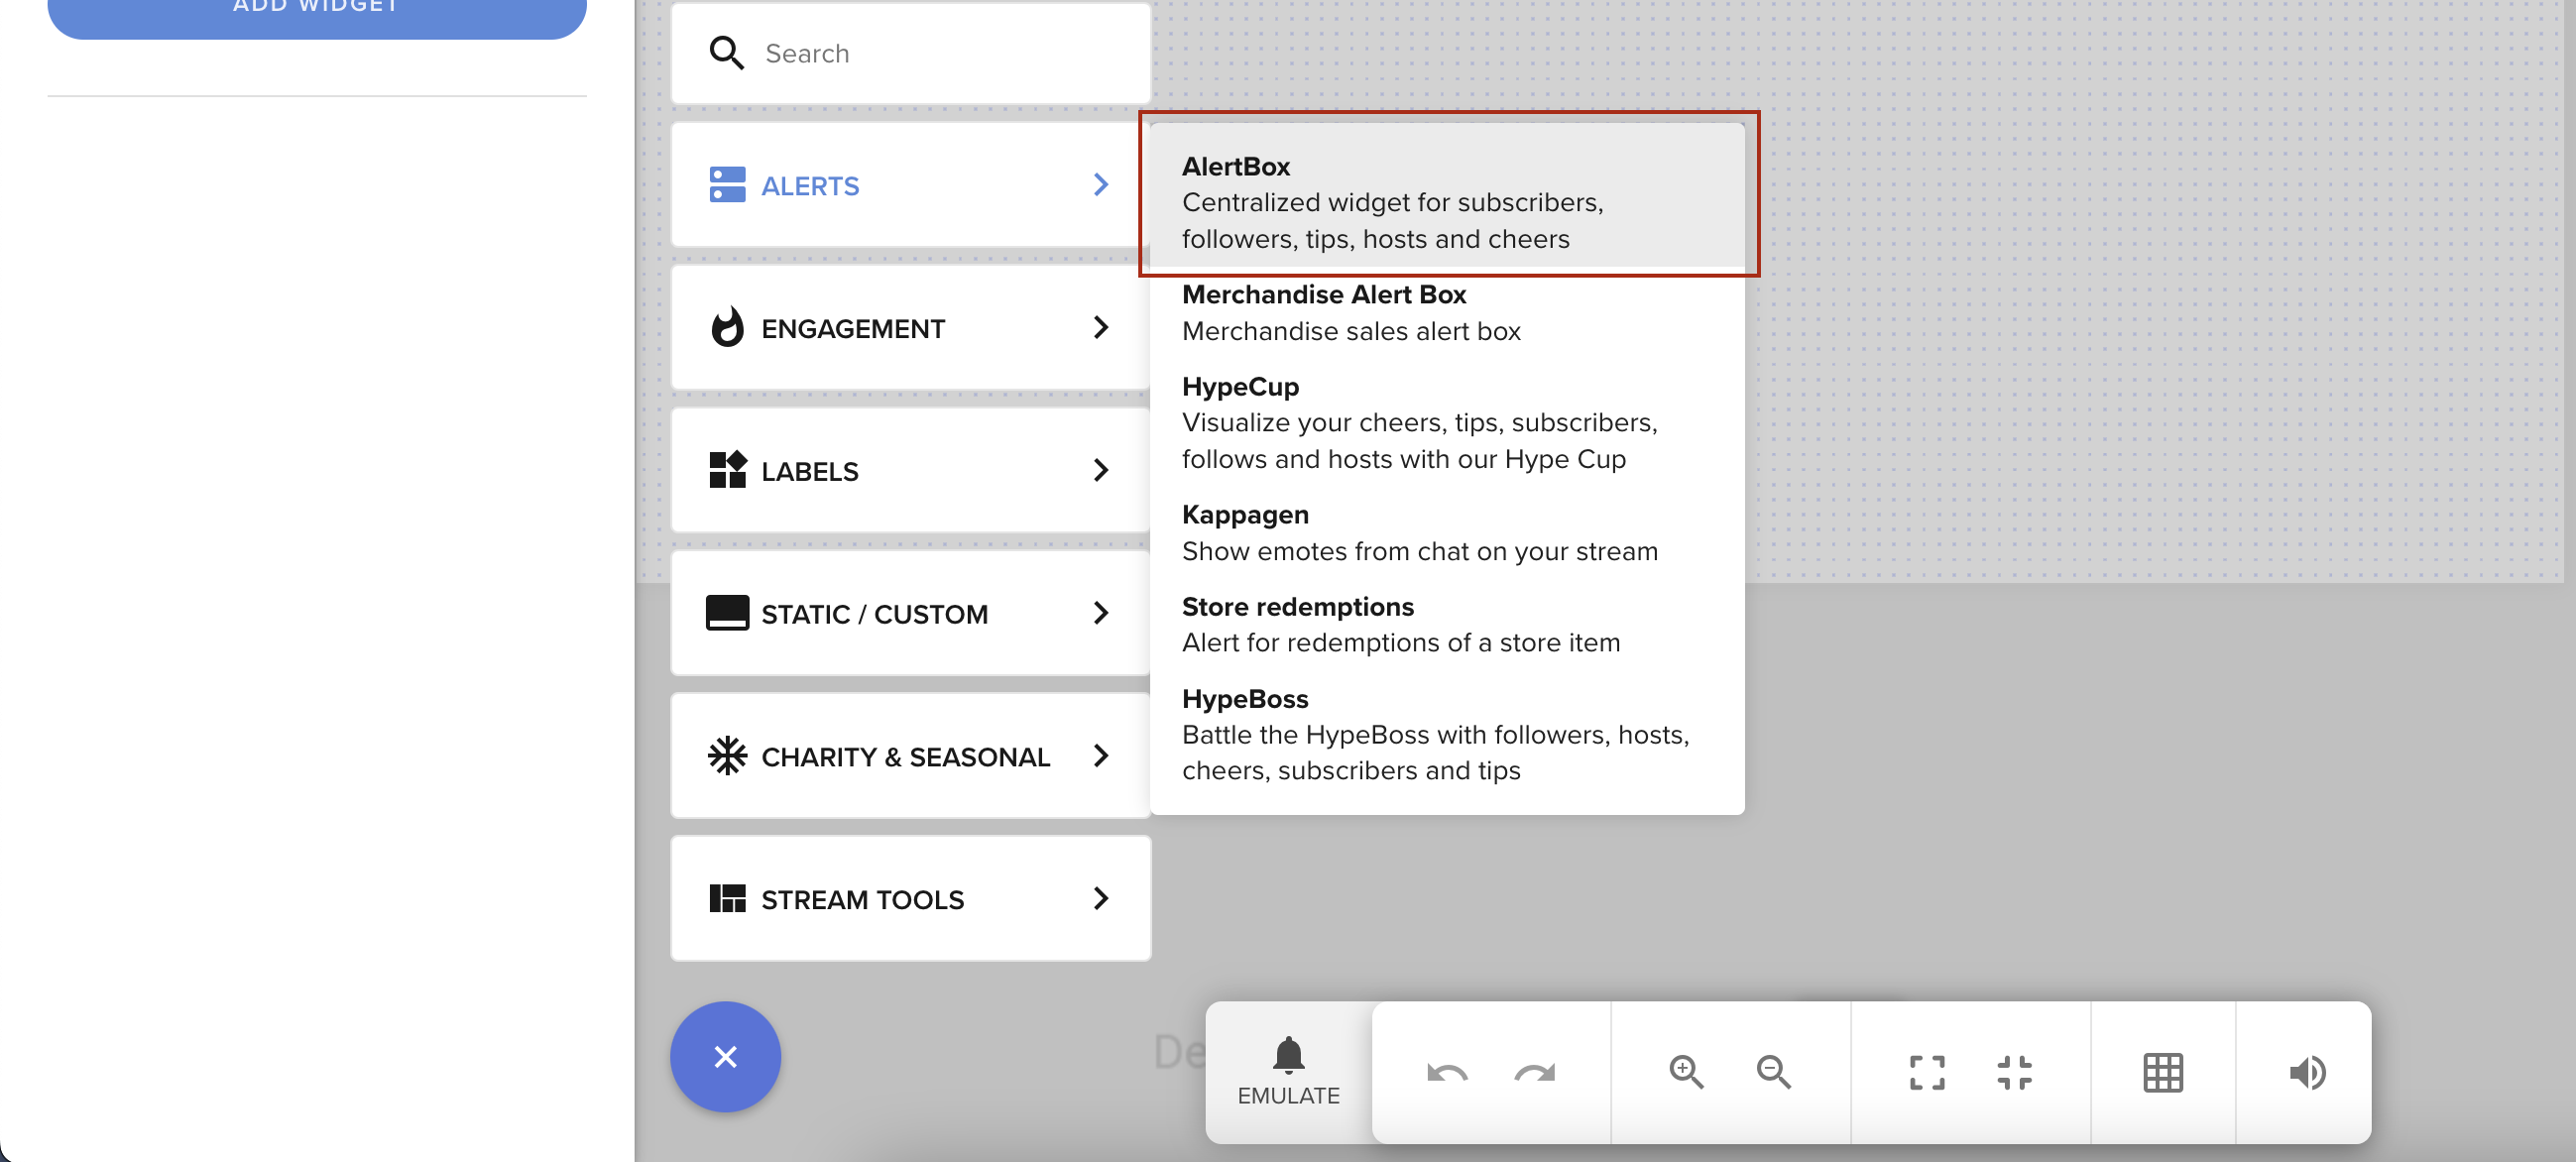 ADD WIDGET
Search
ALERTS
ENGAGEMENT
LABELS
STATIC / CUSTOM
CHARITY & SEASONAL
STREAM TOOLS
AlertBox
Centralized widget for subscribers,
followers, tips, hosts and cheers
Merchandise Alert Box
Merchandise sales alert box
HypeCup
Visualize your cheers, tips, subscribers,
follows and hosts with our Hype Cup
Kappagen
Show emotes from chat on your stream
Store redemptions
Alert for redemptions of a store item
HypeBoss
Battle the HypeBoss with followers, hosts,
cheers, subscribers and tips
EMULATE